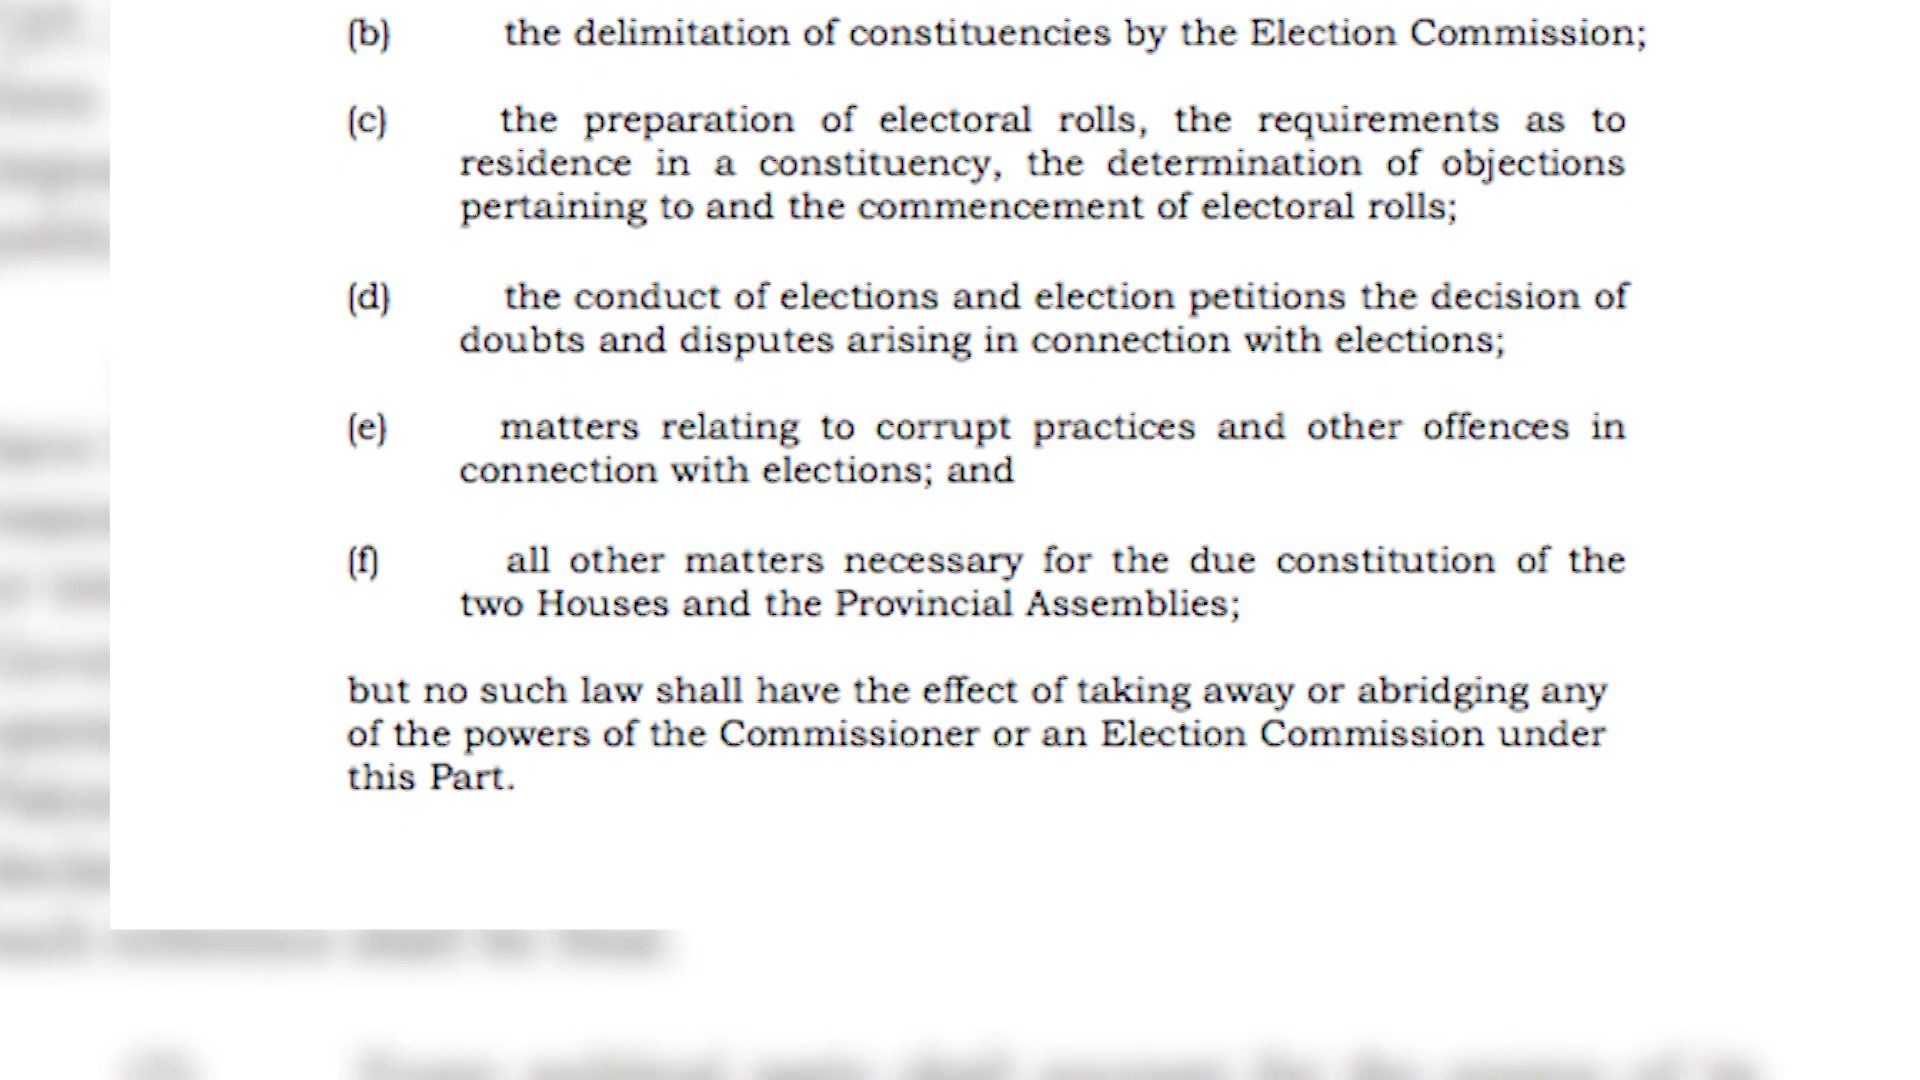 (b) the delimitation of constituencies by the Election Commission;
(c) the preparation of electoral rolls, the requirements as to
residence in a constituency, the determination of objections
pertaining to and the commencement of electoral rolls;
(d) the conduct of elections and election petitions the decision of
doubts and disputes arising in connection with elections;
(e) matters relating to corrupt practices and other offences in
connection with elections; and
(f) all other matters necessary for the due constitution of the
two Houses and the Provincial Assemblies;
but no such law shall have the effect of taking away or abridging any
of the powers of the Commissioner or an Election Commission under
this Part.